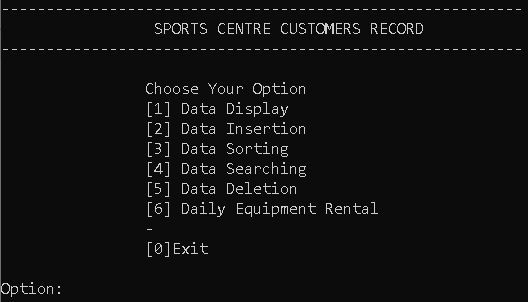 SPORTS CENTRE CUSTOMERS RECORD
Choose Your Option
[1] Data Display
[2] Data Insertion
[3] Data Sorting
[4] Data Searching
[5] Data Deletion
[6] Daily Equipment Rental
-
[0]Exit
Option: